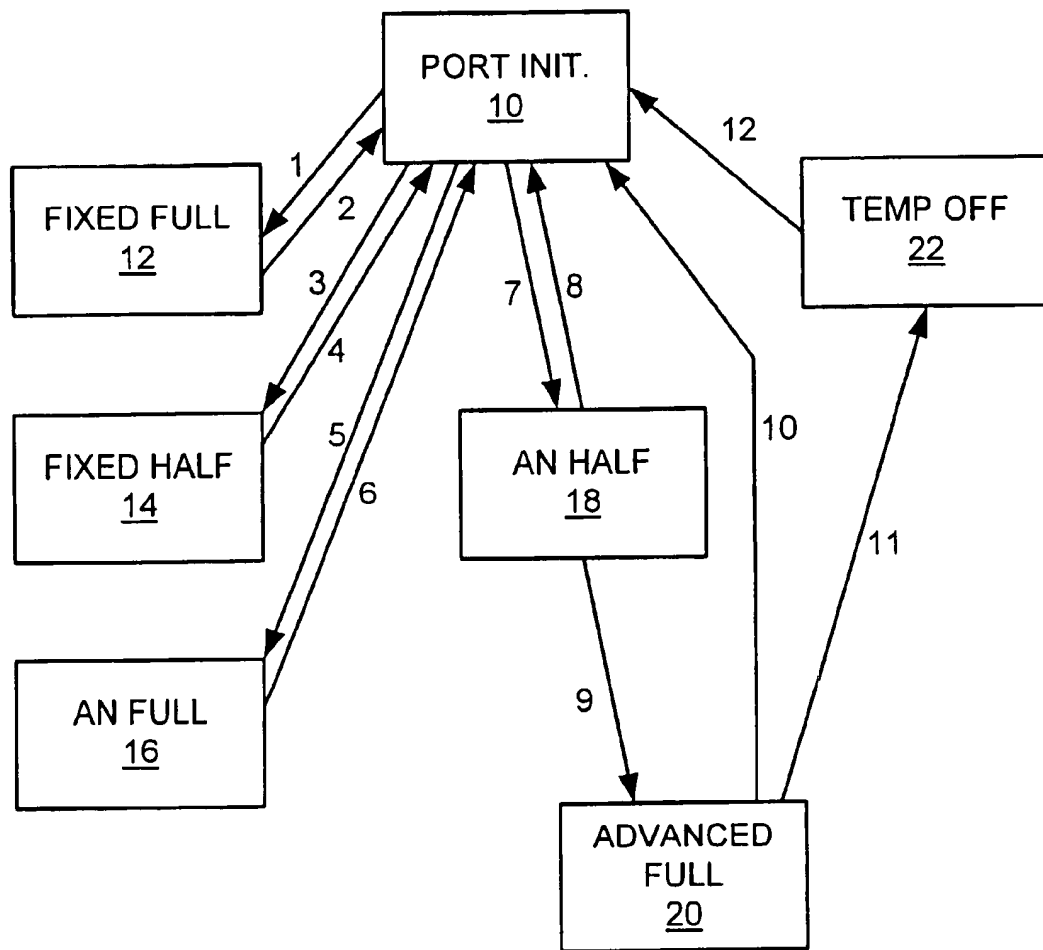 PORT INIT.
10
1
2
12
FIXED FULL
12
TEMP OFF
22
3
4
7
8
5
6
10
FIXED HALF
14
AN HALF
18
11
AN FULL
16
9
ADVANCED
FULL
20